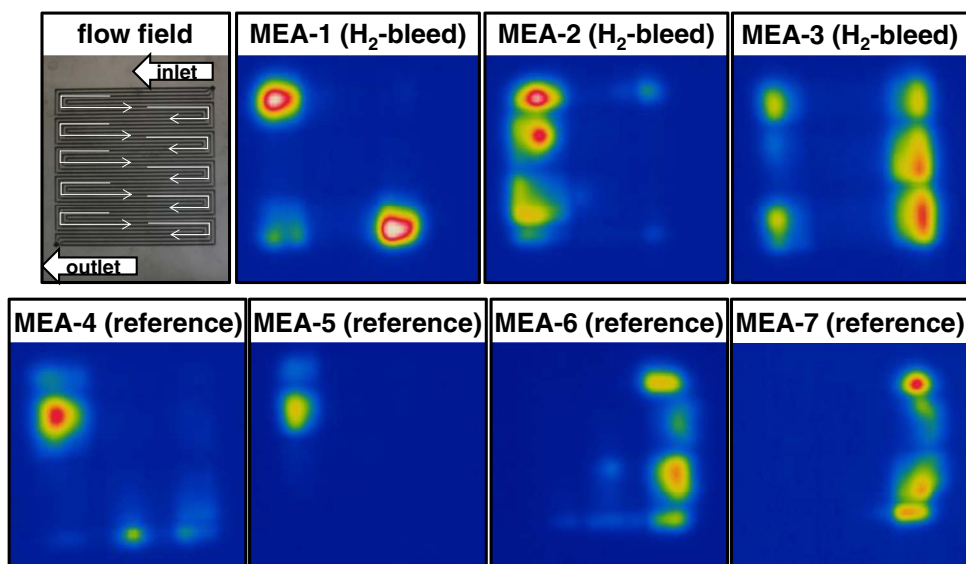 flow field
inlet
outlet
MEA-1 (H₂-bleed)
MEA-2 (H₂-bleed)
MEA-3 (H₂-bleed)
MEA-4 (reference)
MEA-5 (reference)
MEA-6 (reference)
MEA-7 (reference)